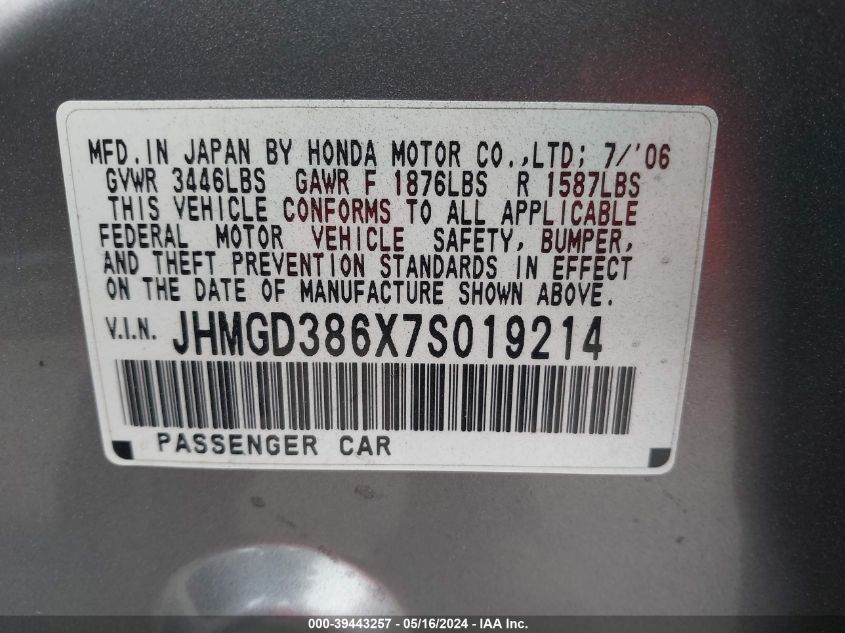 MFD. IN JAPAN BY HONDA MOTOR CO.,LTD; 7/'06
GVWR 3446LBS GAWR F 1876LBS R 1587LBS
THIS VEHICLE CONFORMS TO ALL APPLICABLE
FEDERAL MOTOR VEHICLE SAFETY, BUMPER,
AND THEFT PREVENTION STANDARDS IN EFFECT
ON THE DATE OF MANUFACTURE SHOWN ABOVE.
V.I.N. JHMGD386X7S019214
PASSENGER CAR
000-39443257 - 05/16/2024 - IAA Inc.